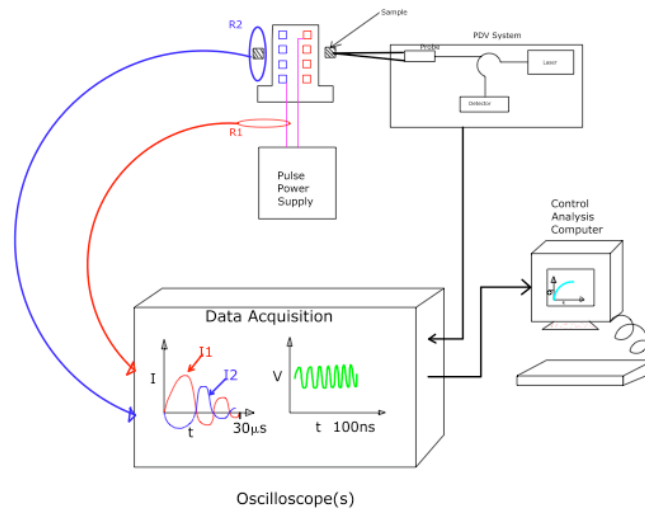 Sample
R2
PDV System
Probe
Laser
Detector
R1
Pulse
Power
Supply
Control
Analysis
Computer
Data Acquisition
I
I1
I2
t
30μs
V
t 100ns
Oscilloscope(s)